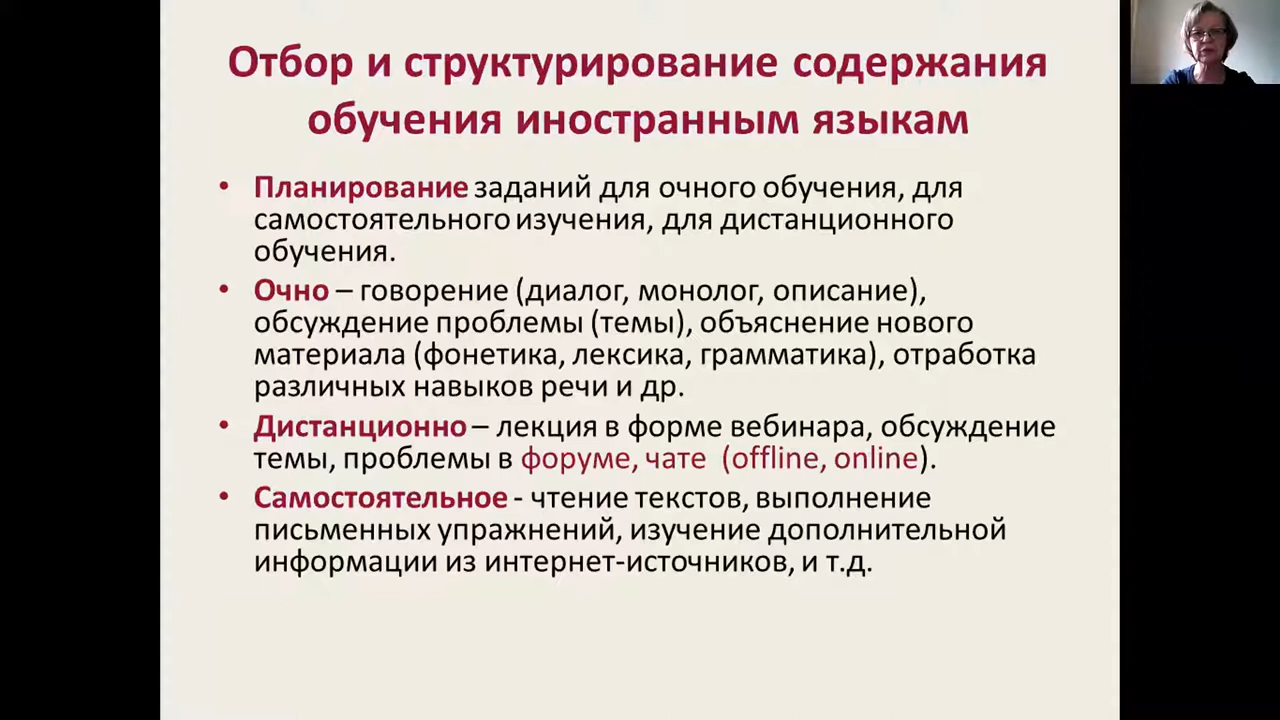 Отбор и структурирование содержания
обучения иностранным языкам
• Планирование заданий для очного обучения, для
самостоятельного изучения, для дистанционного
обучения.
• Очно – говорение (диалог, монолог, описание),
обсуждение проблемы (темы), объяснение нового
материала (фонетика, лексика, грамматика), отработка
различных навыков речи и др.
• Дистанционно – лекция в форме вебинара, обсуждение
темы, проблемы в форуме, чате (offline, online).
• Самостоятельное - чтение текстов, выполнение
письменных упражнений, изучение дополнительной
информации из интернет-источников, и т.д.